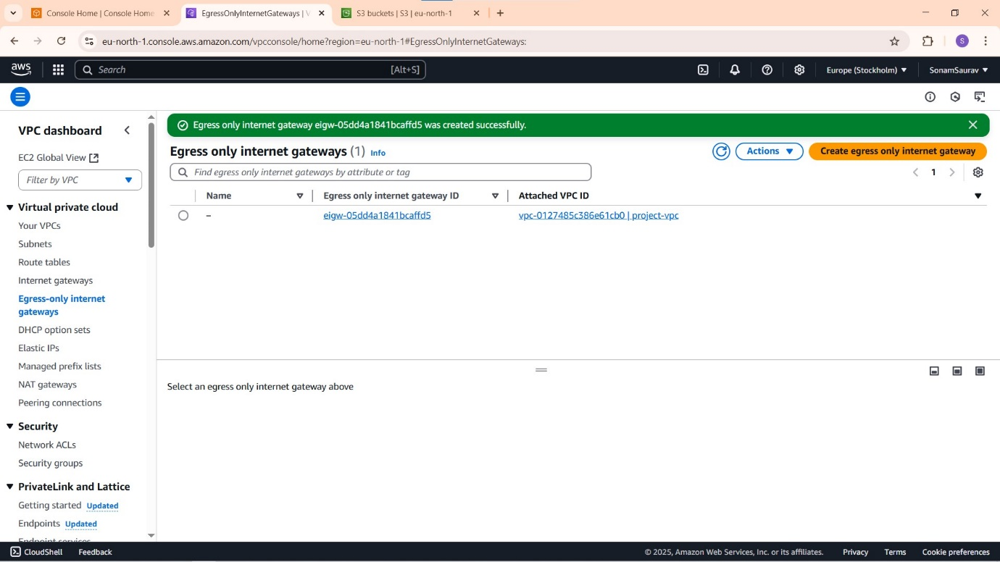 Console Home | Console Home
EgressOnlyInternetGateways | V
S3 buckets | S3 | eu-north-1
eu-north-1.console.aws.amazon.com/vpcconsole/home?region=eu-north-1#EgressOnlyInternetGateways:
S
aws
Search
[Alt+S]
Europe (Stockholm)
SonamSaurav
VPC dashboard
EC2 Global View
Filter by VPC
Virtual private cloud
Your VPCs
Subnets
Route tables
Internet gateways
Egress-only internet
gateways
DHCP option sets
Elastic IPs
Managed prefix lists
NAT gateways
Peering connections
Security
Network ACLs
Security groups
PrivateLink and Lattice
Getting started Updated
Endpoints Updated
Endpoint services
Egress only internet gateway eigw-05dd4a1841bcaffd5 was created successfully.
Egress only internet gateways (1) Info
Actions
Create egress only internet gateway
Find egress only internet gateways by attribute or tag
1
Name
Egress only internet gateway ID
Attached VPC ID
–
eigw-05dd4a1841bcaffd5
vpc-0127485c386e61cb0 | project-vpc
Select an egress only internet gateway above
CloudShell
Feedback
© 2025, Amazon Web Services, Inc. or its affiliates.
Privacy
Terms
Cookie preferences